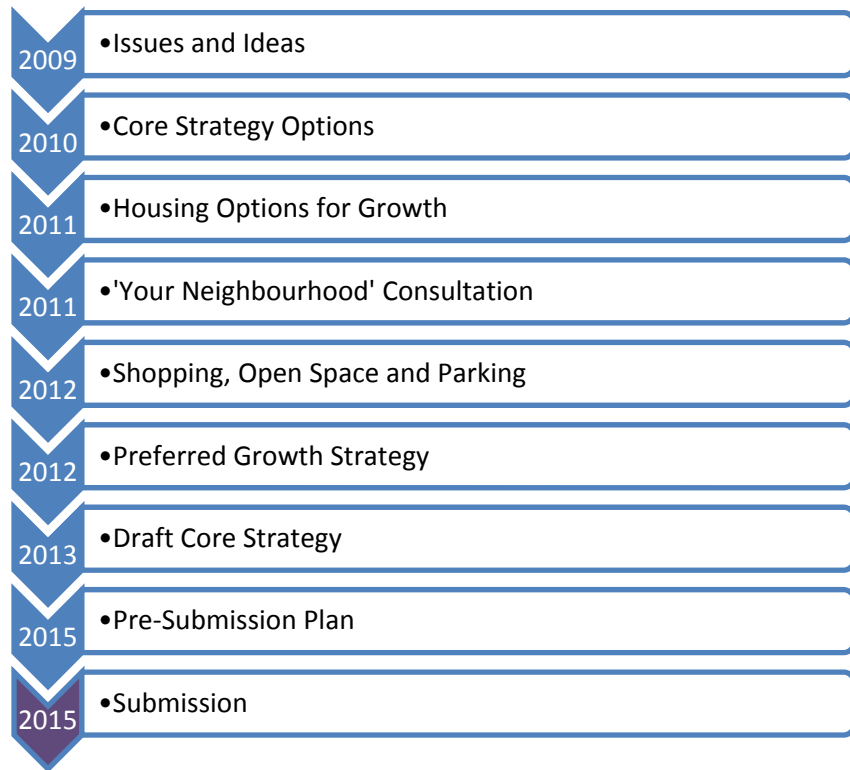 2009
•Issues and Ideas
2010
•Core Strategy Options
2011
•Housing Options for Growth
2011
•'Your Neighbourhood' Consultation
2012
•Shopping, Open Space and Parking
2012
•Preferred Growth Strategy
2013
•Draft Core Strategy
2015
•Pre-Submission Plan
2015
•Submission